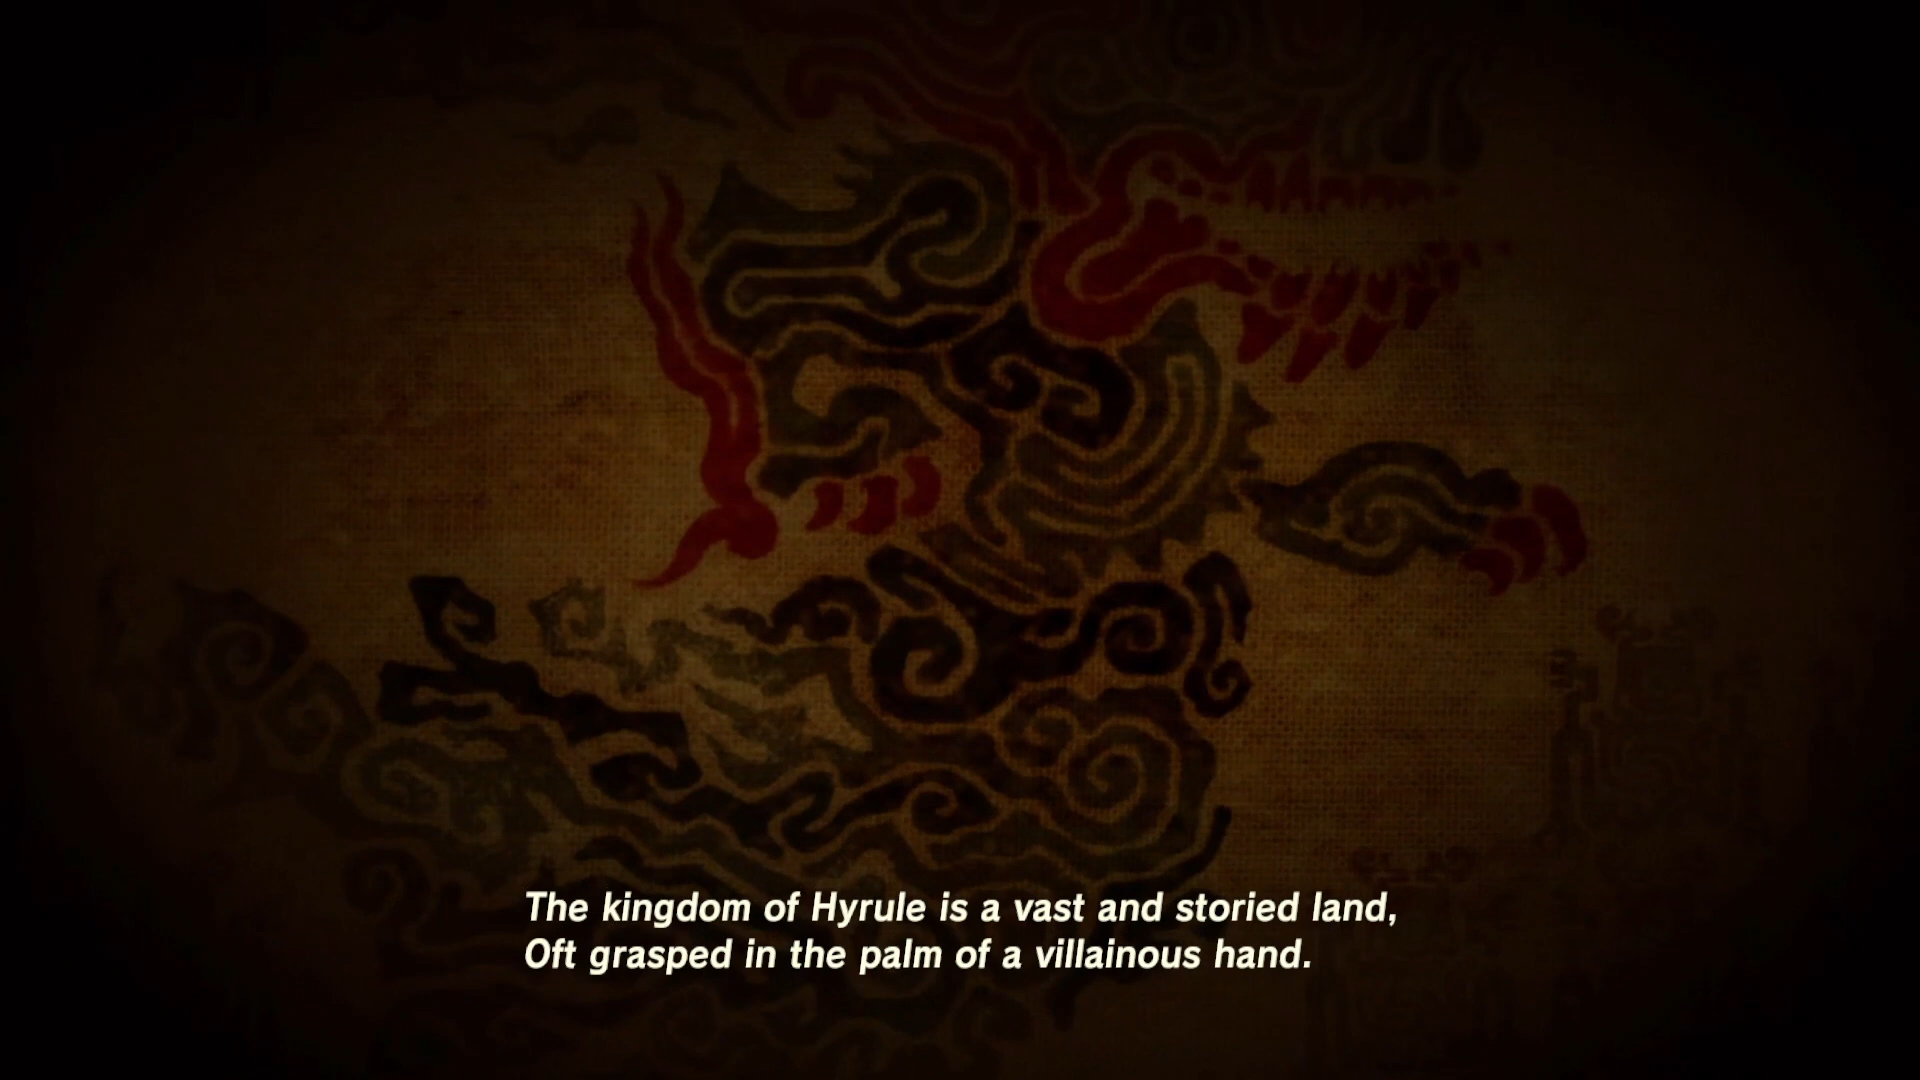 The kingdom of Hyrule is a vast and storied land,
Oft grasped in the palm of a villainous hand.